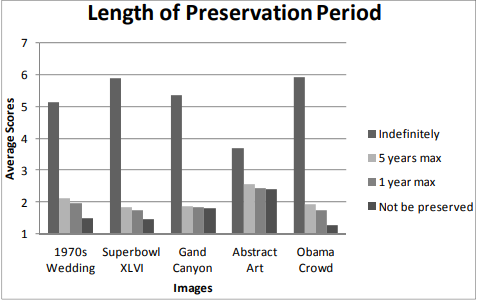 Length of Preservation Period
7
6
5
4
3
2
1
Average Scores
1970s Wedding
Superbowl XLVI
Gand Canyon
Abstract Art
Obama Crowd
Images
Indefinitely
5 years max
1 year max
Not be preserved